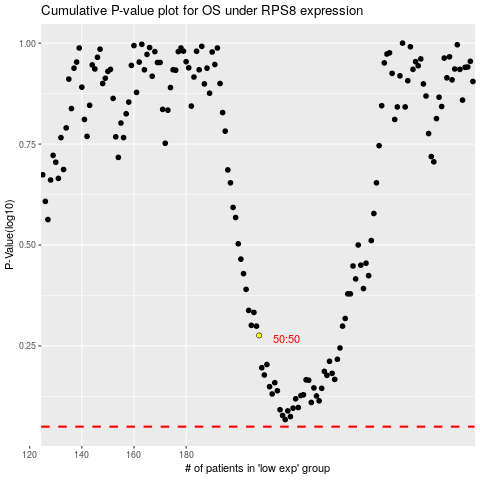 Cumulative P-value plot for OS under RPS8 expression
P-Value(log10)
1.00
0.75
0.50
0.25
50:50
120 140 160 180
# of patients in 'low exp' group